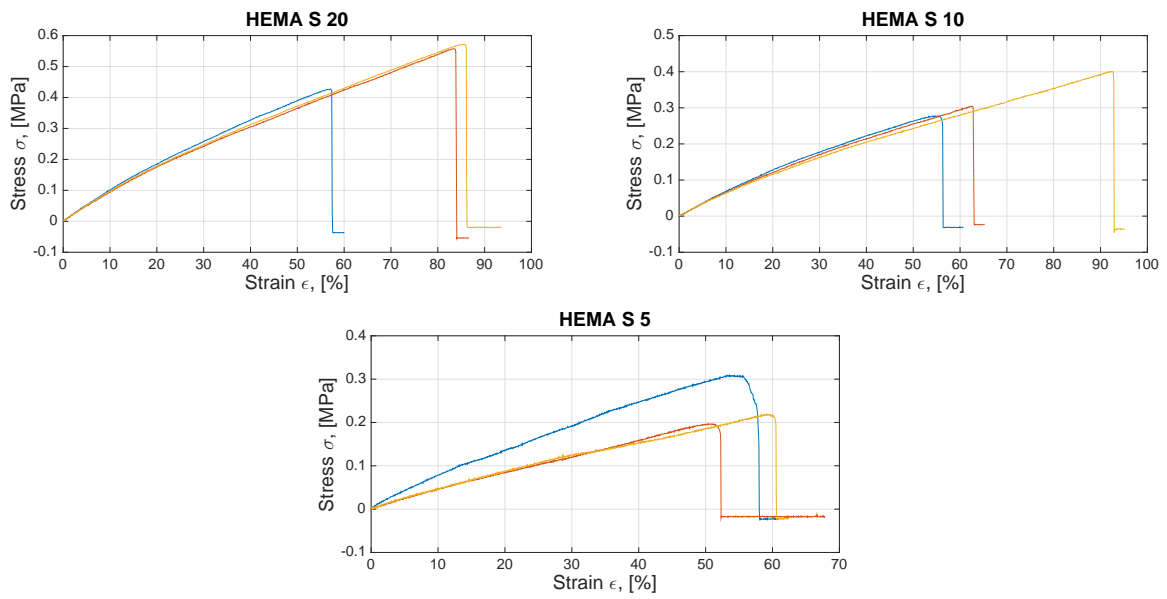 HEMA S 20
0.6
0.5
0.4
0.3
0.2
0.1
0
-0.1
Stress σ, [MPa]
0 10 20 30 40 50 60 70 80 90 100
Strain ϵ, [%]
HEMA S 10
0.5
0.4
0.3
0.2
0.1
0
-0.1
Stress σ, [MPa]
0 10 20 30 40 50 60 70 80 90 100
Strain ϵ, [%]
HEMA S 5
0.4
0.3
0.2
0.1
0
-0.1
Stress σ, [MPa]
0 10 20 30 40 50 60 70
Strain ϵ, [%]